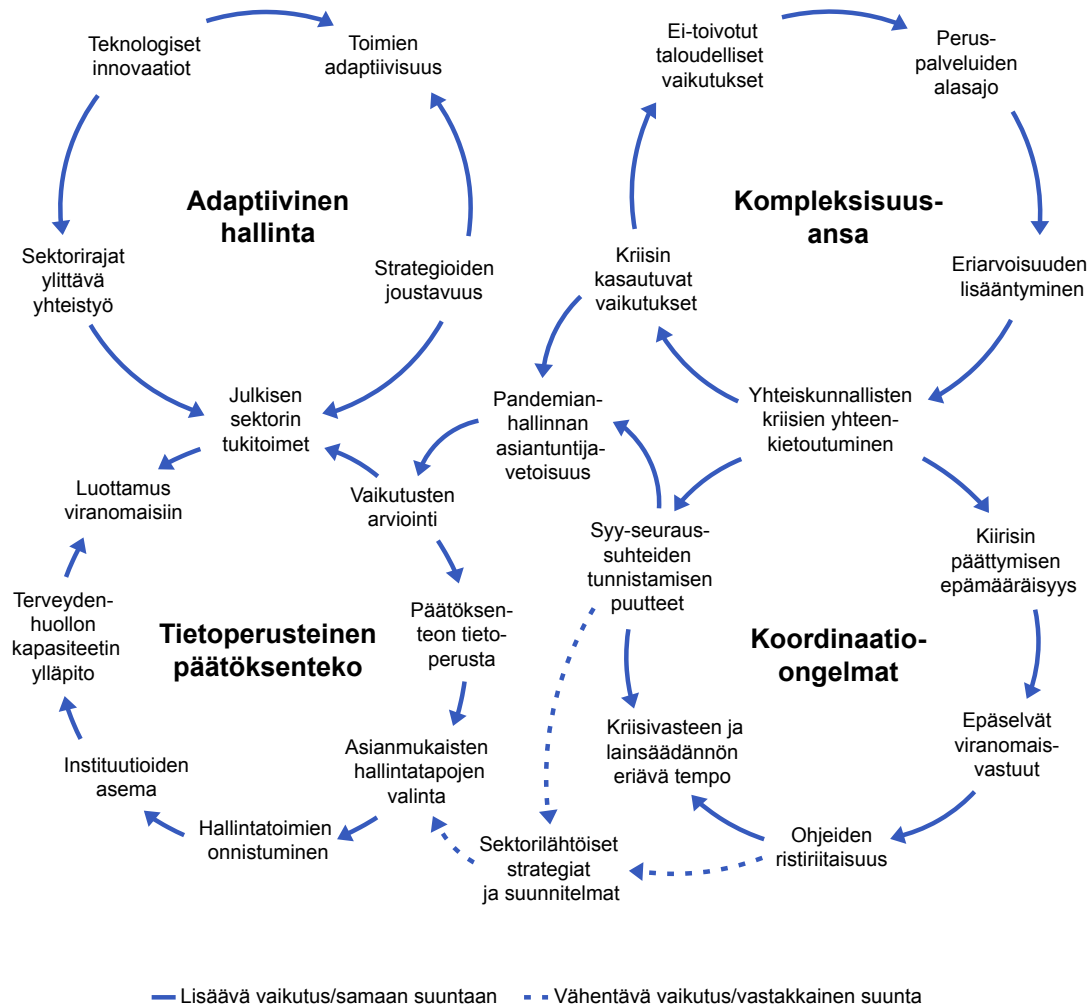 Teknologiset
innovaatiot
Toimien
adaptiivisuus
Ei-toivotut
taloudelliset
vaikutukset
Perus-
palveluiden
alasajo
Adaptiivinen
hallinta
Kompleksisuus-
ansa
Sektorirajat
ylittävä
yhteistyö
Strategioiden
joustavuus
Kriisin
kasautuvat
vaikutukset
Eriarvoisuuden
lisääntyminen
Julkisen
sektorin
tukitoimet
Pandemian-
hallinnan
asiantuntija-
vetoisuus
Yhteiskunnallisten
kriisien yhteen-
kietoutuminen
Luottamus
viranomaisiin
Vaikutusten
arviointi
Syy-seuraus-
suhteiden
tunnistamisen
puutteet
Kiirisin
päättymisen
epämääräisyys
Terveyden-
huollon
kapasiteetin
ylläpito
Tietoperusteinen
päätöksenteko
Päätöksen-
teon tieto-
perusta
Koordinaatio-
ongelmat
Instituutioiden
asema
Asianmukaisten
hallintatapojen
valinta
Kriisivasteen ja
lainsäädännön
eriävä tempo
Epäselvät
viranomais-
vastuut
Hallintatoimien
onnistuminen
Sektorilähtöiset
strategiat
ja suunnitelmat
Ohjeiden
ristiriitaisuus
Lisäävä vaikutus/samaan suuntaan
Vähentävä vaikutus/vastakkainen suunta